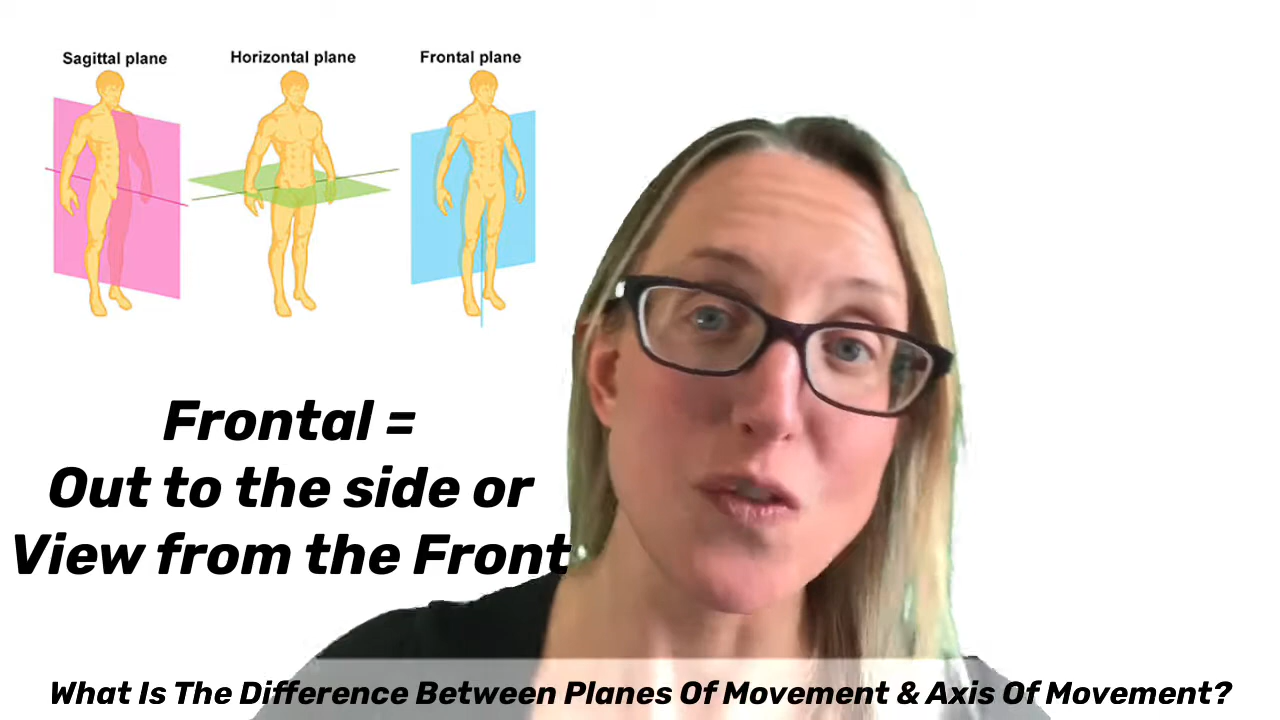 Sagittal plane
Horizontal plane
Frontal plane
Frontal =
Out to the side or
View from the Front
What Is The Difference Between Planes Of Movement & Axis Of Movement?